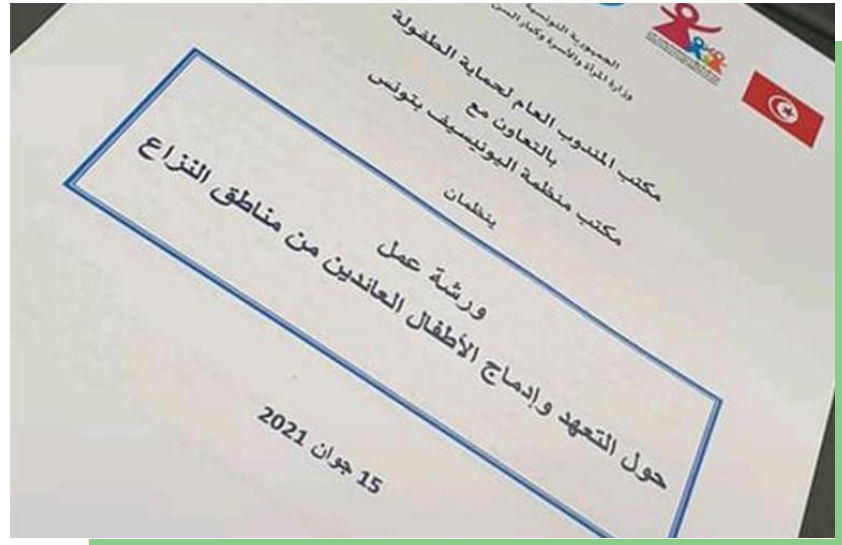 الجمهورية التونسية
وزارة المرأة والأسرة وكبار السن
مكتب المندوب العام لحماية الطفولة
بالتعاون مع
مكتب منظمة اليونيسيف بتونس
ينظمان
ورشة عمل
حول التعهد وإدماج الأطفال العائدين من مناطق النزاع
15 جوان 2021